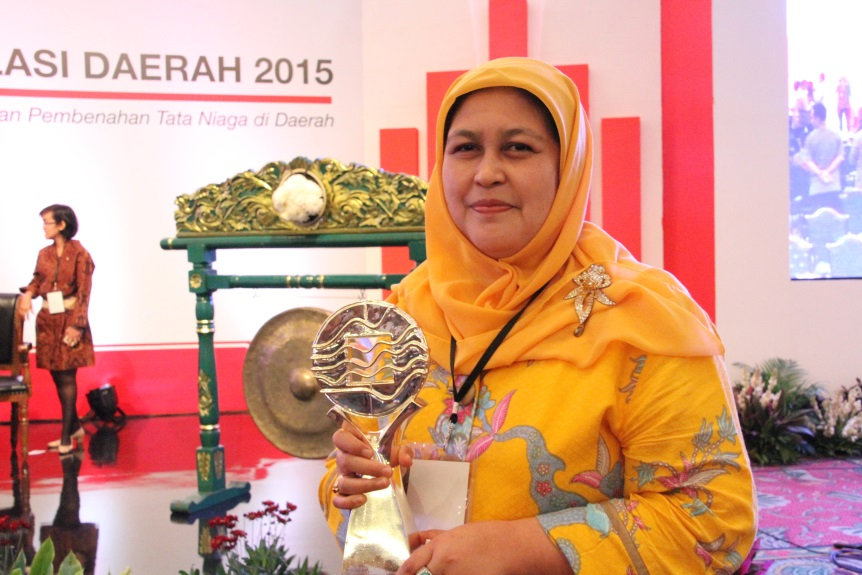 LASI DAERAH 2015
an Pembenahan Tata Niaga di Daerah